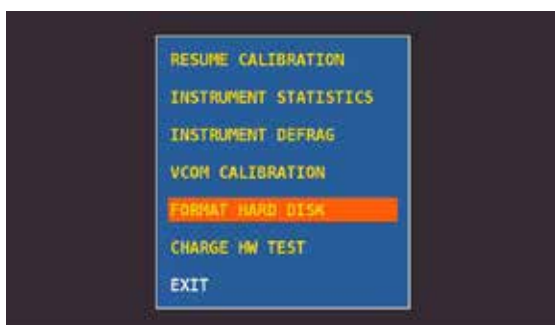 RESUME CALIBRATION
INSTRUMENT STATISTICS
INSTRUMENT DEFRAG
VCOM CALIBRATION
FORMAT HARD DISK
CHARGE HW TEST
EXIT